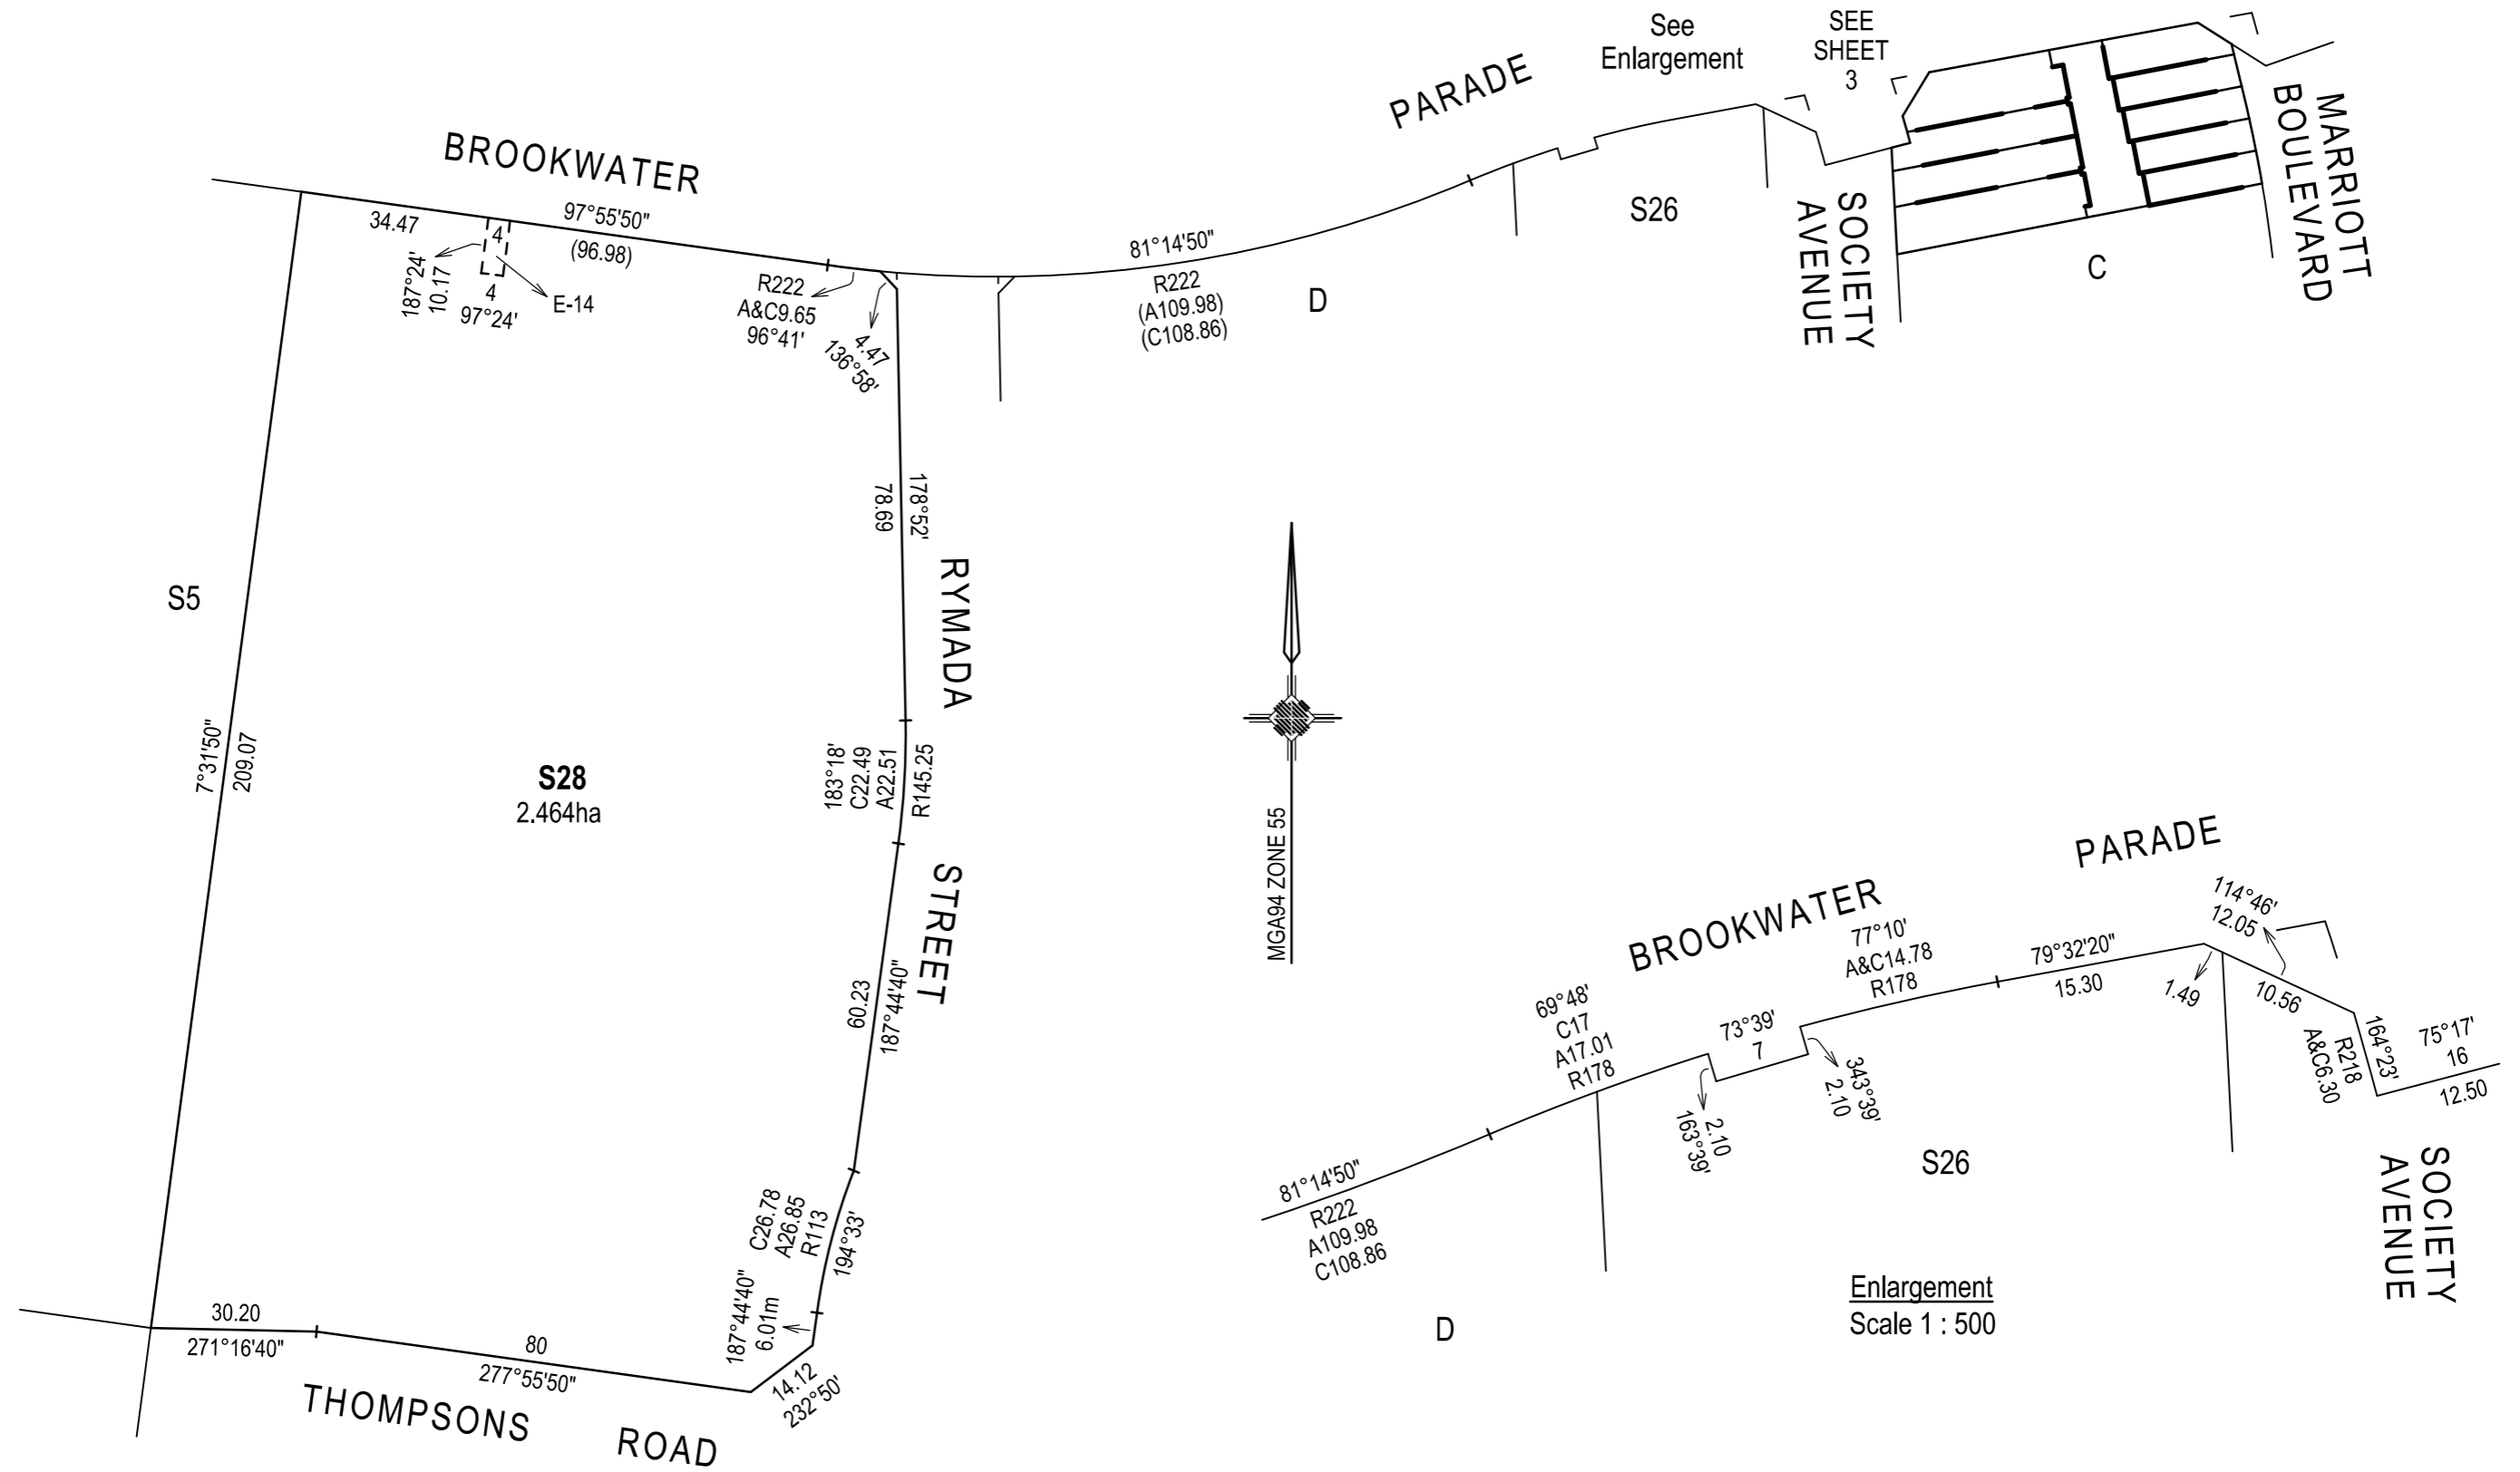 BROOKWATER
PARADE
See
Enlargement
SEE
SHEET
3
MARRIOTT
BOULEVARD
34.47
97°55'50"
(96.98)
4
187°24'
10.17
4
97°24'
E-14
R222
A&C9.65
96°41'
4.47
136°58'
81°14'50"
R222
(A109.98)
(C108.86)
D
S26
SOCIETY
AVENUE
C
78.69
178°52'
RYMADA
STREET
S5
7°31'50"
209.07
S28
2.464ha
183°18'
C22.49
A22.51
R145.25
60.23
187°44'40"
C26.78
A26.85
R113
194°33'
187°44'40"
6.01m
30.20
271°16'40"
80
277°55'50"
14.12
232°50'
THOMPSONS
ROAD
MGA94 ZONE 55
BROOKWATER
PARADE
114°46'
12.05
77°10'
A&C14.78
R178
79°32'20"
15.30
1.49
10.56
69°48'
C17
A17.01
R178
73°39'
7
343°39'
2.10
2.10
163°39'
164°23'
R218
A&C6.30
75°17'
16
12.50
81°14'50"
R222
A109.98
C108.86
S26
SOCIETY
AVENUE
D
Enlargement
Scale 1 : 500